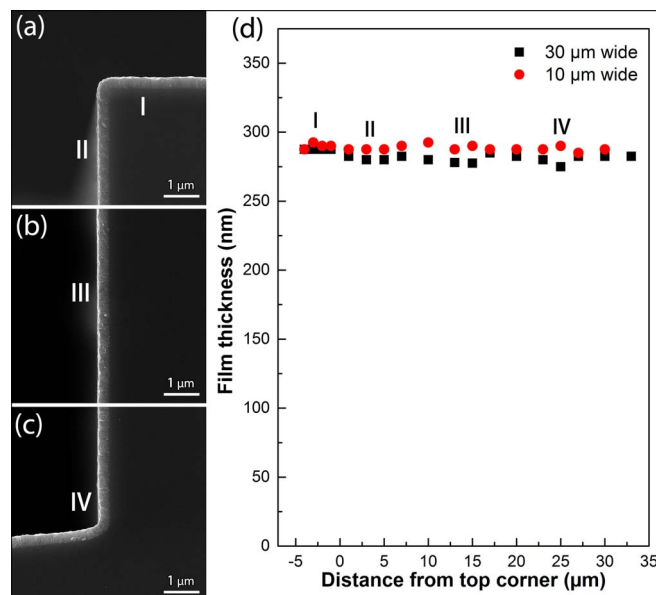 (a)
I
II
1 µm
(b)
III
1 µm
(c)
IV
1 µm
(d)
30 µm wide
10 µm wide
I
II
III
IV
350
300
250
200
150
100
50
0
-5 0 5 10 15 20 25 30 35
Film thickness (nm)
Distance from top corner (µm)